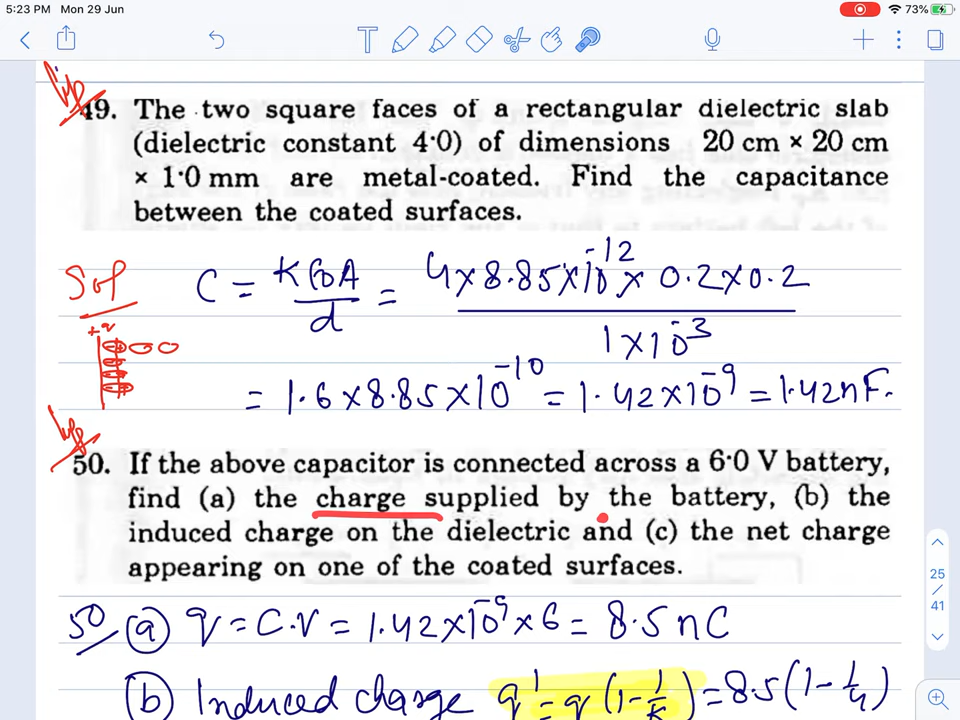 5:23 PM Mon 29 Jun 73%
T
Imp
49. The two square faces of a rectangular dielectric slab
(dielectric constant 4·0) of dimensions 20 cm × 20 cm
× 1·0 mm are metal-coated. Find the capacitance
between the coated surfaces.
Sol C = Kε0A/d = 4×8.85×10^-12 × 0.2×0.2 / 1×10^-3
+q
= 1.6×8.85×10^-10 = 1.42×10^-9 = 1.42nF.
Imp
50. If the above capacitor is connected across a 6·0 V battery,
find (a) the charge supplied by the battery, (b) the
induced charge on the dielectric and (c) the net charge
appearing on one of the coated surfaces.
25
/
41
50 (a) q = C.V = 1.42×10^-9 × 6 = 8.5 nC
(b) Induced charge q' = q(1-1/K) = 8.5(1-1/4)